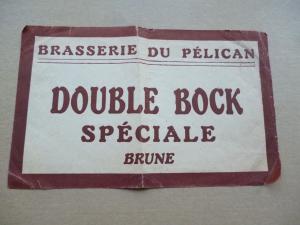 BRASSERIE DU PÉLICAN
DOUBLE BOCK
SPÉCIALE
BRUNE